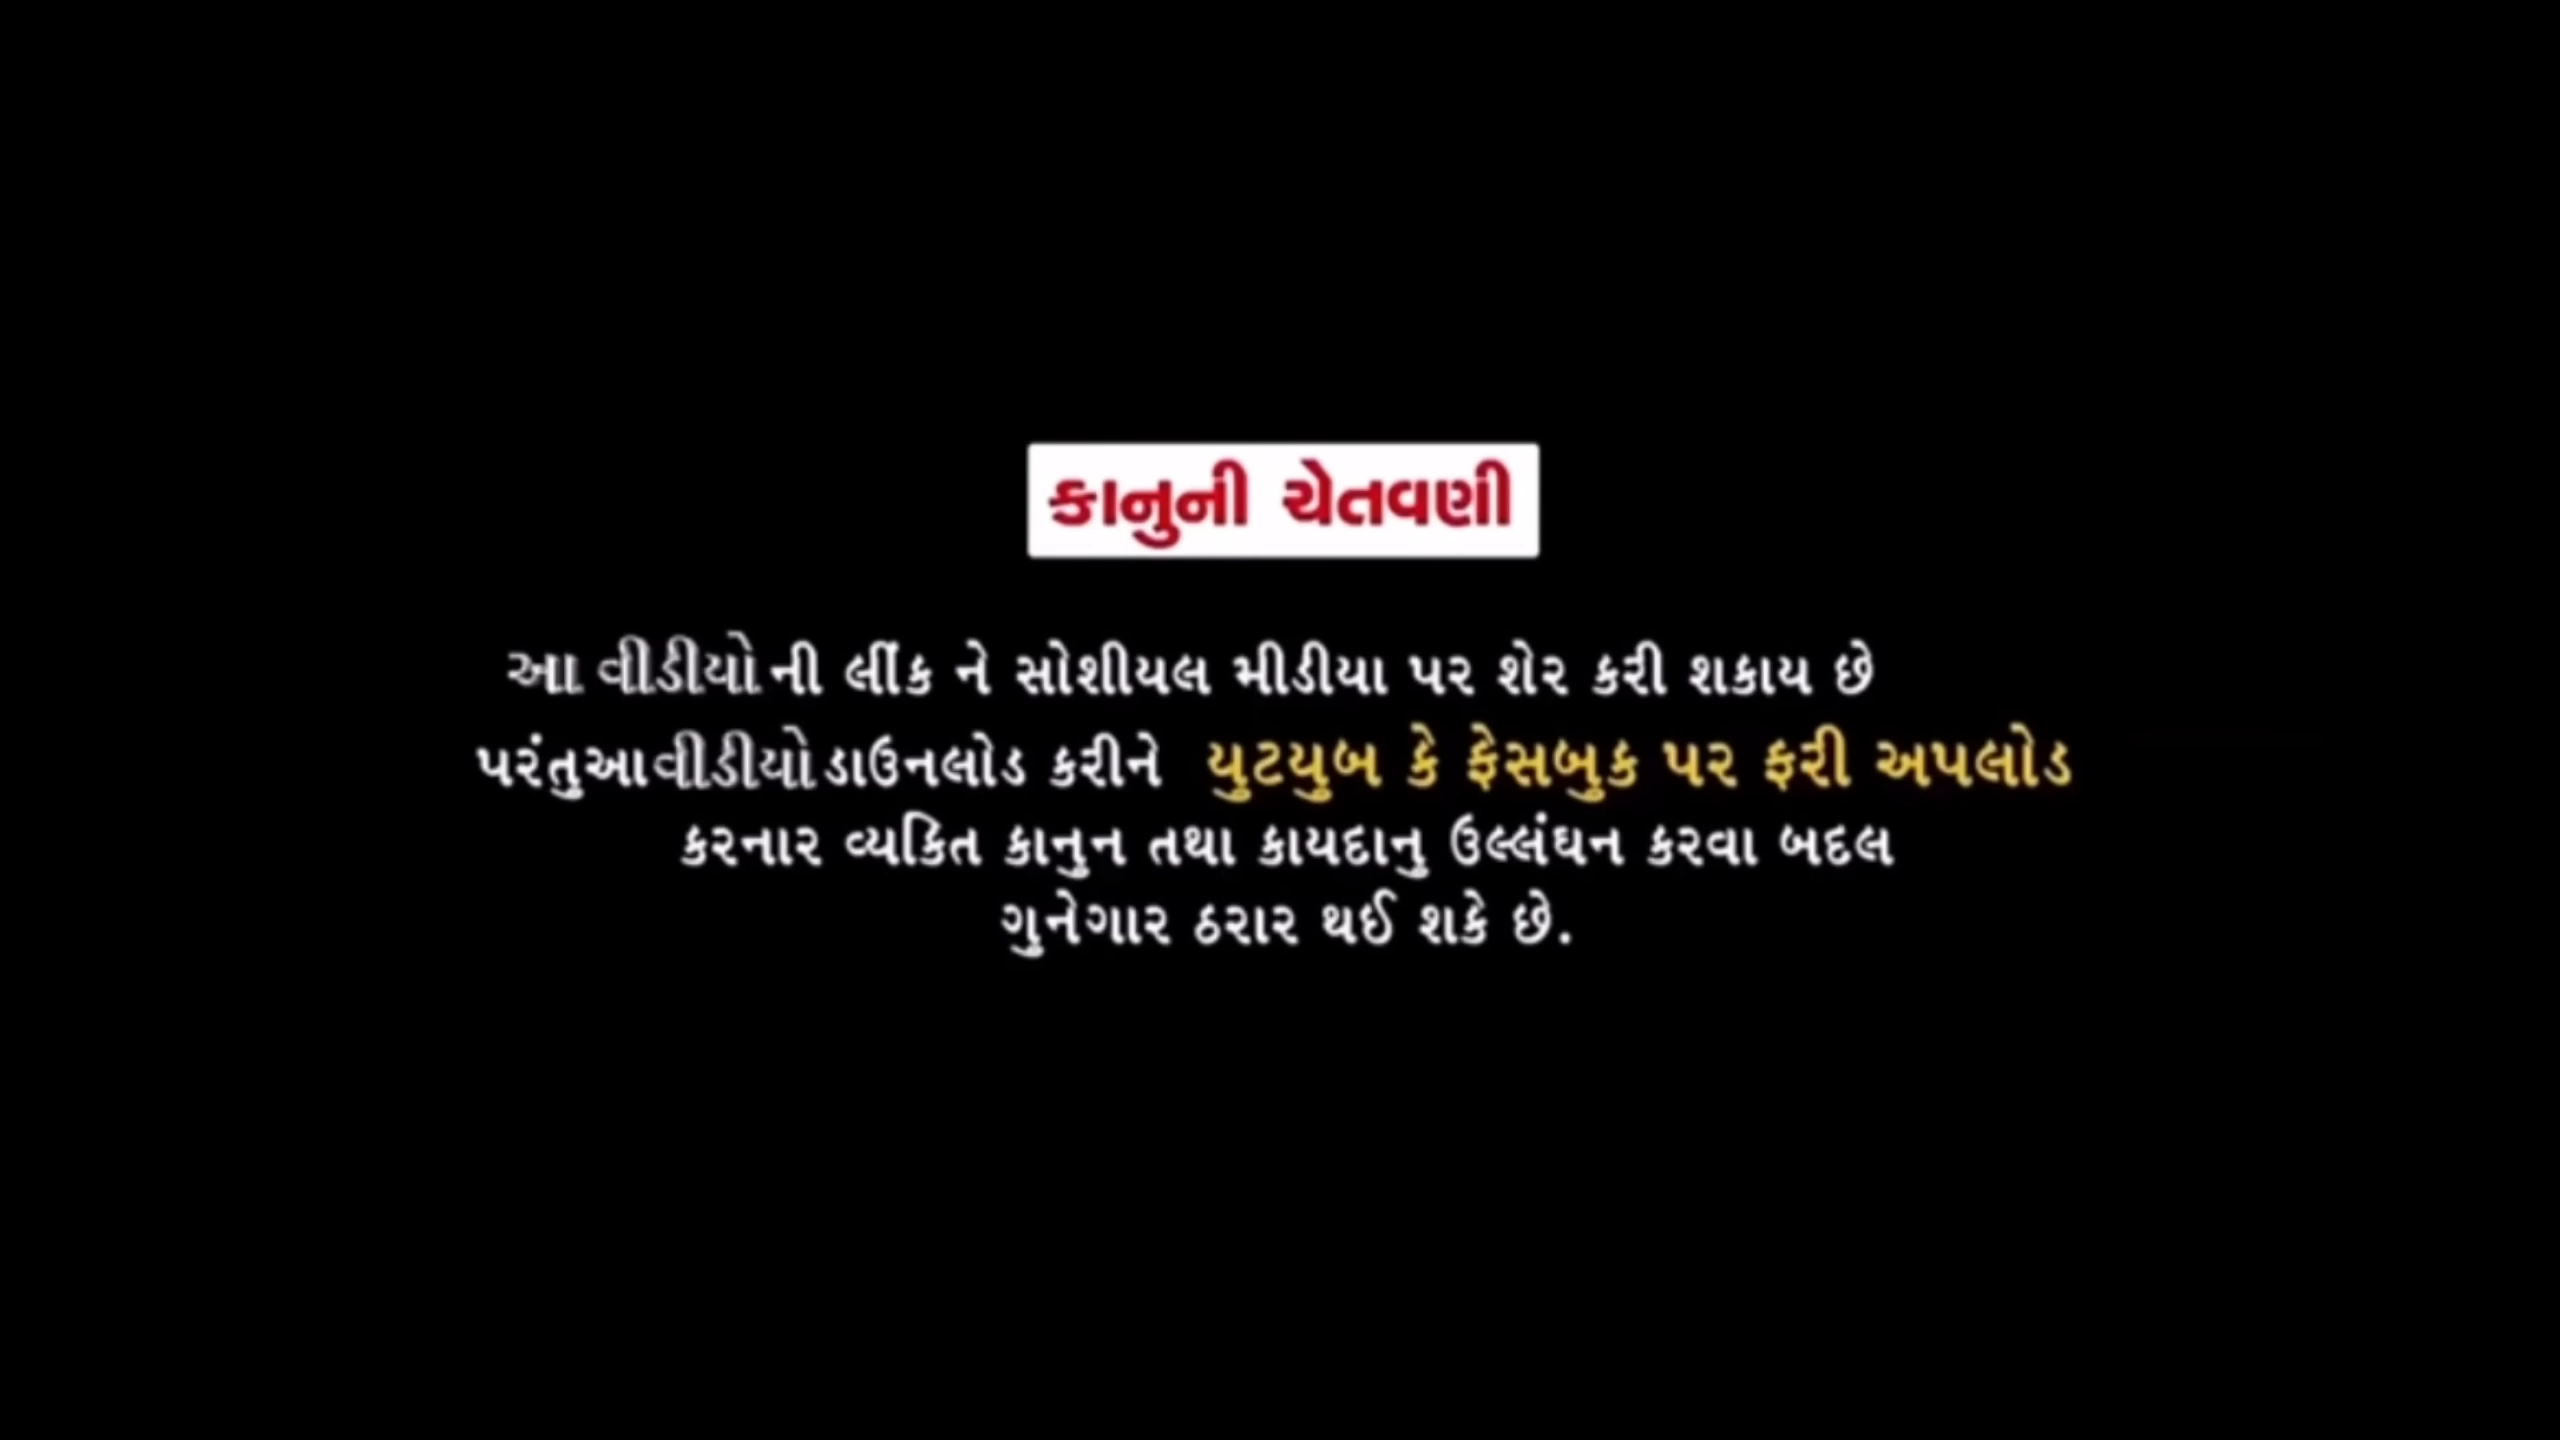 કાનુની ચેતવણી
આ વીડીયો ની લીંક ને સોશીયલ મીડીયા પર શેર કરી શકાય છે
પરંતુઆવીડીયો ડાઉનલોડ કરીને યુટયુબ કે ફેસબુક પર ફરી અપલોડ
કરનાર વ્યકિત કાનુન તથા કાયદાનુ ઉલ્લંઘન કરવા બદલ
ગુનેગાર ઠરાર થઈ શકે છે.